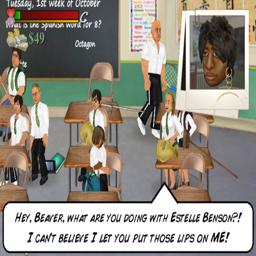 Tuesday, 1st week of October
What is the Spanish word for 8?
$49
Octagon
Hey, Beaver, what are you doing with Estelle Benson?!
I can't believe I let you put those lips on ME!